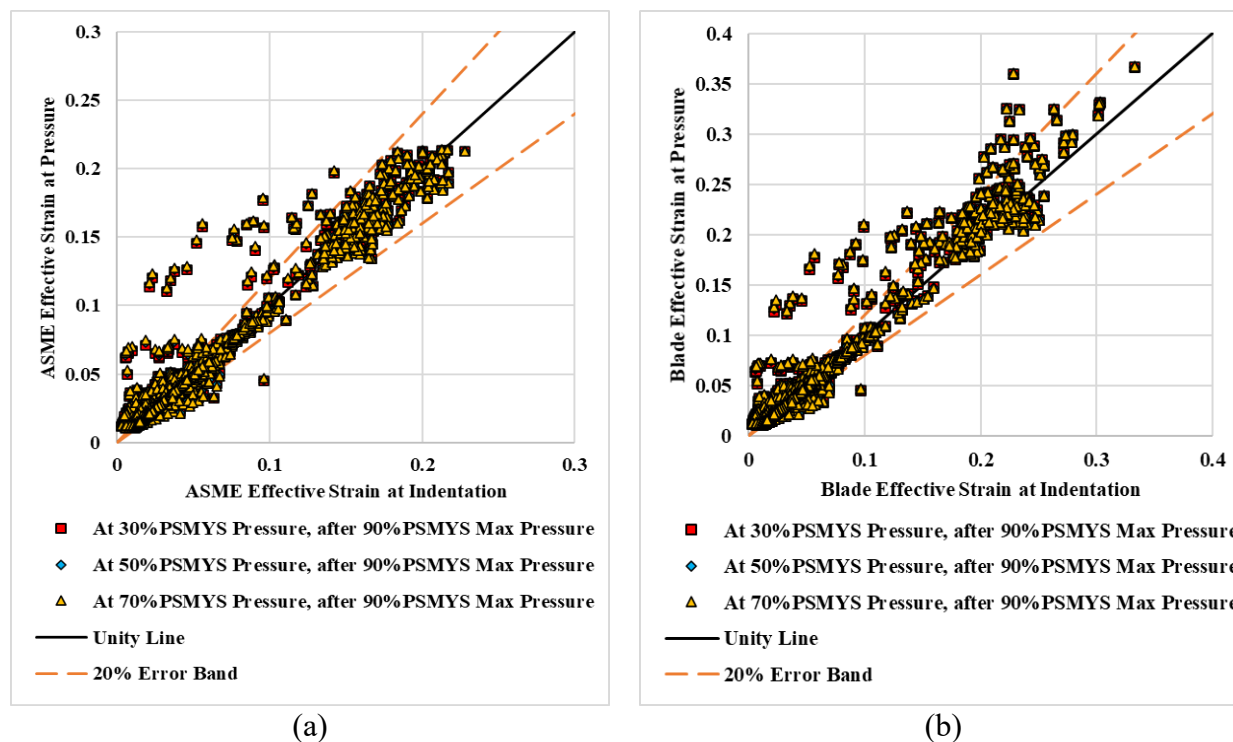 0.3
0.25
0.2
0.15
0.1
0.05
0
ASME Effective Strain at Pressure
0 0.1 0.2 0.3
ASME Effective Strain at Indentation
At 30%PSMYS Pressure, after 90%PSMYS Max Pressure
At 50%PSMYS Pressure, after 90%PSMYS Max Pressure
At 70%PSMYS Pressure, after 90%PSMYS Max Pressure
Unity Line
20% Error Band
(a)
0.4
0.35
0.3
0.25
0.2
0.15
0.1
0.05
0
Blade Effective Strain at Pressure
0 0.1 0.2 0.3 0.4
Blade Effective Strain at Indentation
At 30%PSMYS Pressure, after 90%PSMYS Max Pressure
At 50%PSMYS Pressure, after 90%PSMYS Max Pressure
At 70%PSMYS Pressure, after 90%PSMYS Max Pressure
Unity Line
20% Error Band
(b)